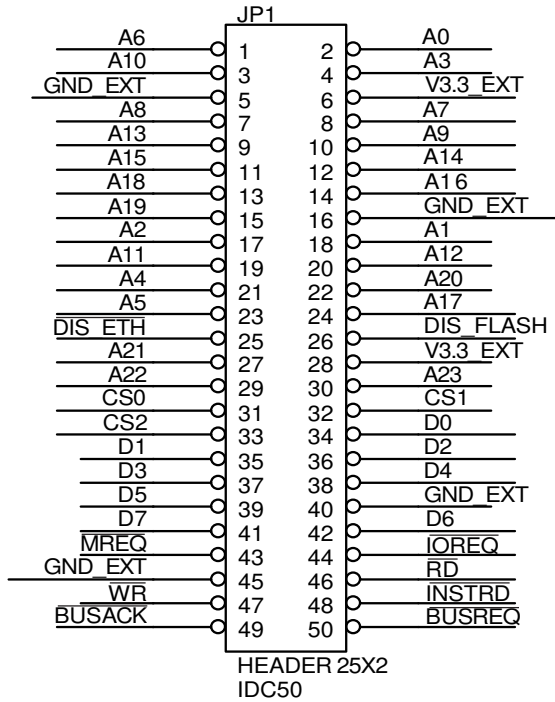 JP1
A6 1 2 A0
A10 3 4 A3
GND_EXT 5 6 V3.3_EXT
A8 7 8 A7
A13 9 10 A9
A15 11 12 A14
A18 13 14 A16
A19 15 16 GND_EXT
A2 17 18 A1
A11 19 20 A12
A4 21 22 A20
A5 23 24 A17
DIS_ETH 25 26 DIS_FLASH
A21 27 28 V3.3_EXT
A22 29 30 A23
CS0 31 32 CS1
CS2 33 34 D0
D1 35 36 D2
D3 37 38 D4
D5 39 40 GND_EXT
D7 41 42 D6
MREQ 43 44 IOREQ
GND_EXT 45 46 RD
WR 47 48 INSTRD
BUSACK 49 50 BUSREQ
HEADER 25X2
IDC50